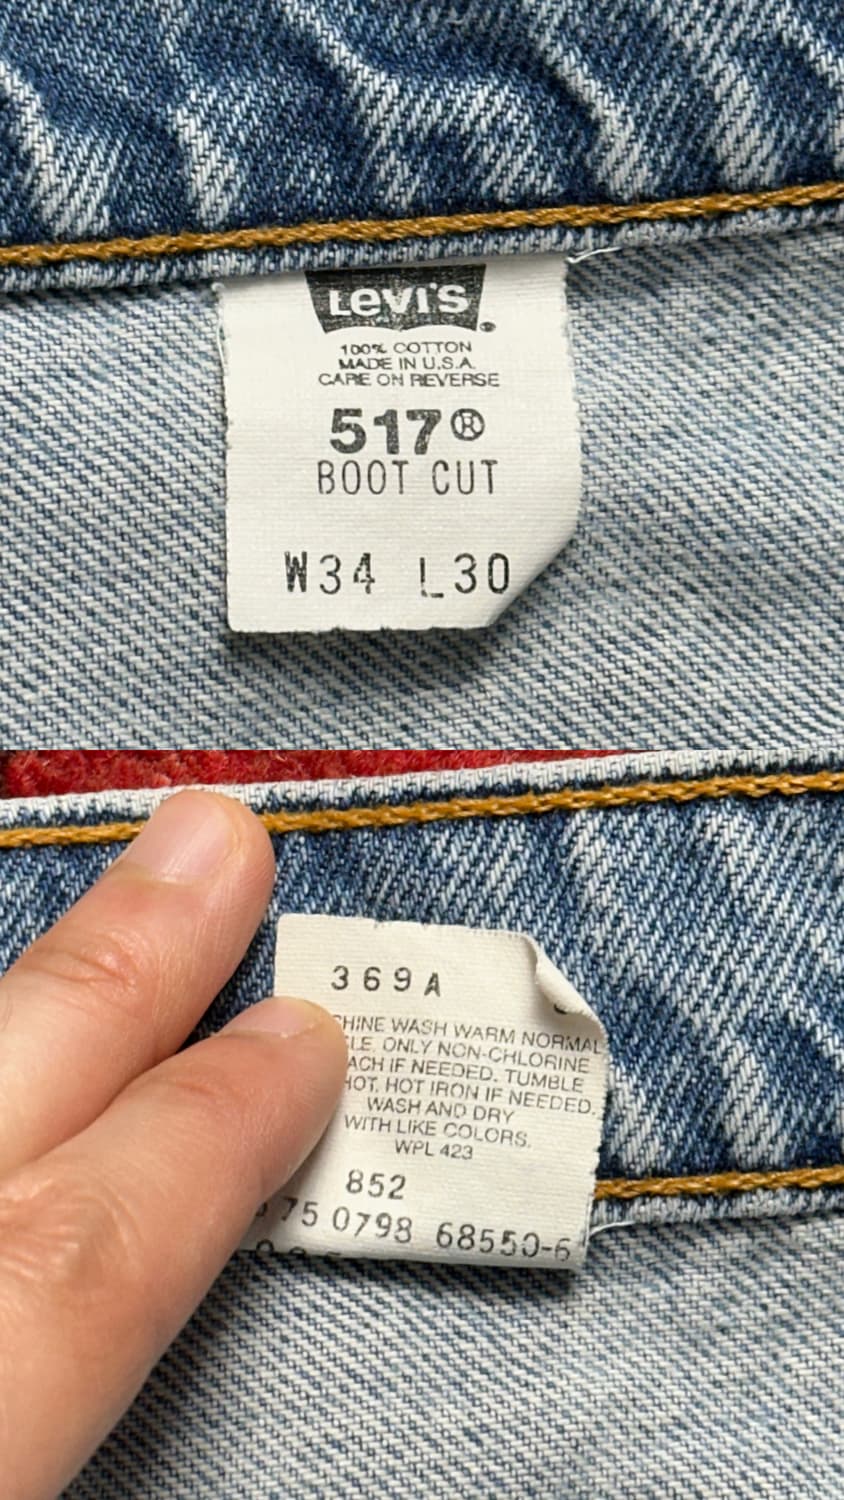 Levi's
100% COTTON
MADE IN U.S.A.
CARE ON REVERSE
517®
BOOT CUT
W34 L30
369A
WASH WARM NORMAL
ONLY NON-CHLORINE
IF NEEDED. TUMBLE
HOT IRON IF NEEDED.
WASH AND DRY
WITH LIKE COLORS.
WPL 423
852
75 0798 68550-6